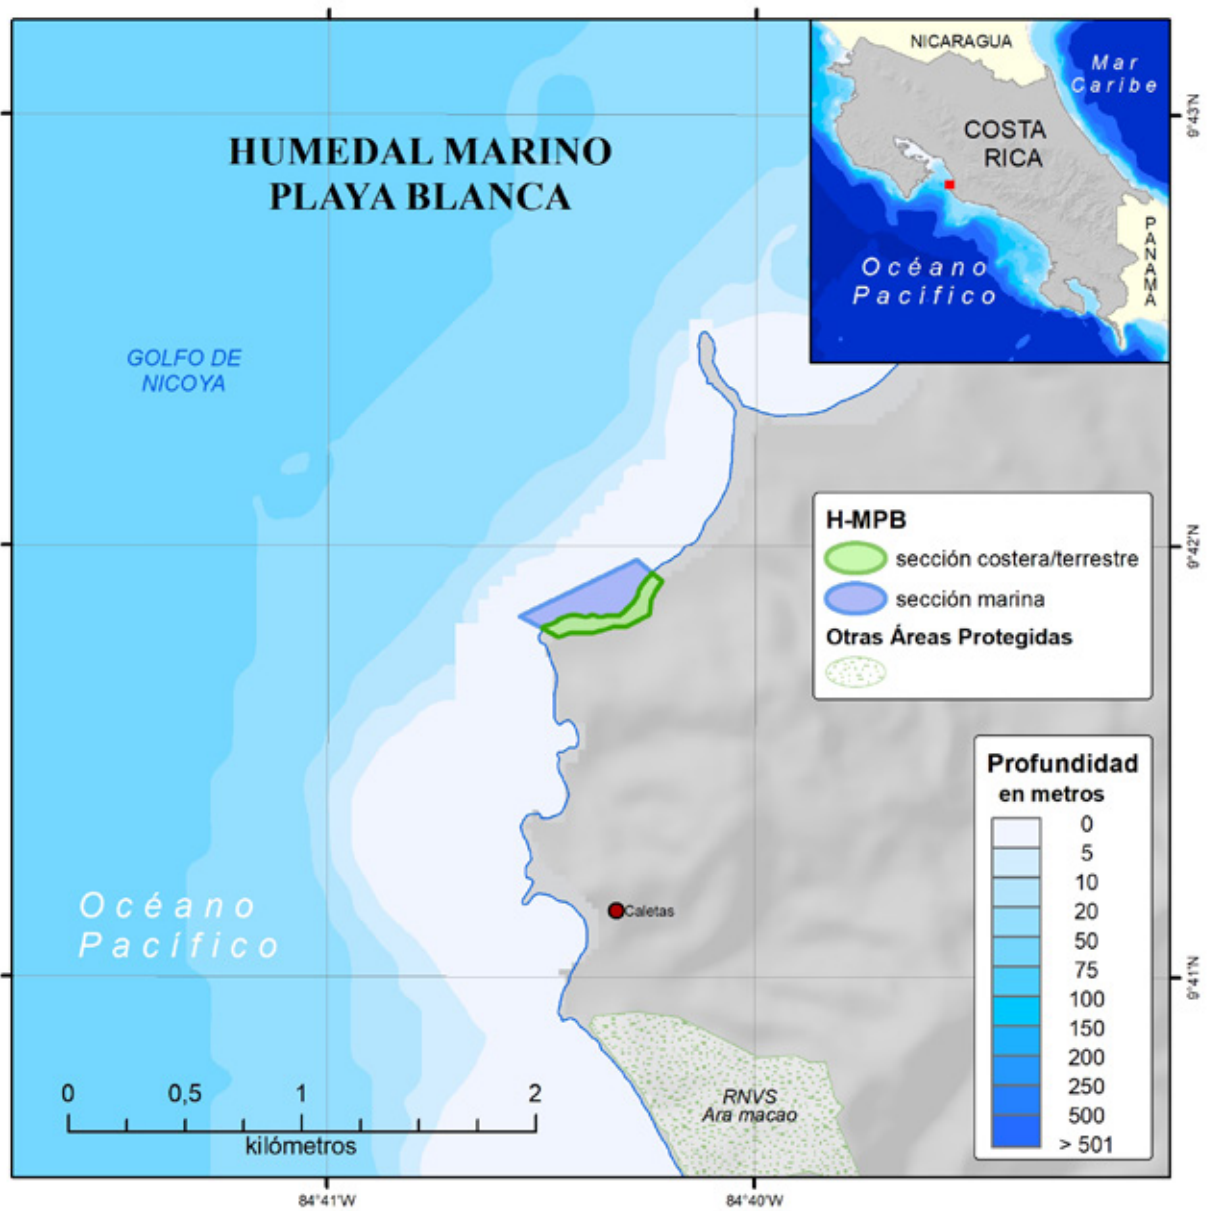 HUMEDAL MARINO
PLAYA BLANCA
NICARAGUA
Mar
Caribe
COSTA
RICA
PANAMÁ
Océano
Pacífico
9°43'N
GOLFO DE
NICOYA
H-MPB
sección costera/terrestre
sección marina
Otras Áreas Protegidas
9°42'N
Profundidad
en metros
0
5
10
20
50
75
100
150
200
250
500
> 501
Caletas
Océano
Pacífico
9°41'N
RNVS
Ara macao
0 0,5 1 2
kilómetros
84°41'W 84°40'W